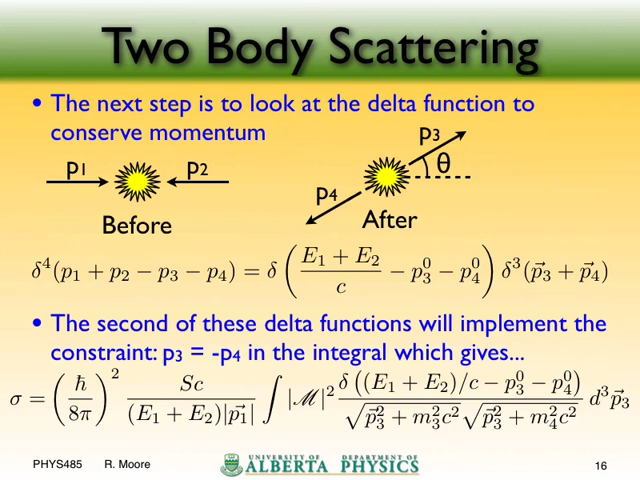 Two Body Scattering
• The next step is to look at the delta function to
conserve momentum
p1 p2 p3 θ
p4
Before After
δ⁴(p₁ + p₂ − p₃ − p₄) = δ ( (E₁ + E₂)/c − p₃⁰ − p₄⁰ ) δ³(p⃗₃ + p⃗₄)
• The second of these delta functions will implement the
constraint: p₃ = -p₄ in the integral which gives...
σ = (ℏ/8π)² Sc/((E₁ + E₂)|p⃗₁|) ∫ |ℳ|² δ((E₁ + E₂)/c − p₃⁰ − p₄⁰)/(√(p⃗₃² + m₃²c²) √(p⃗₃² + m₄²c²)) d³p⃗₃
PHYS485 R. Moore UNIVERSITY OF ALBERTA DEPARTMENT OF PHYSICS 16